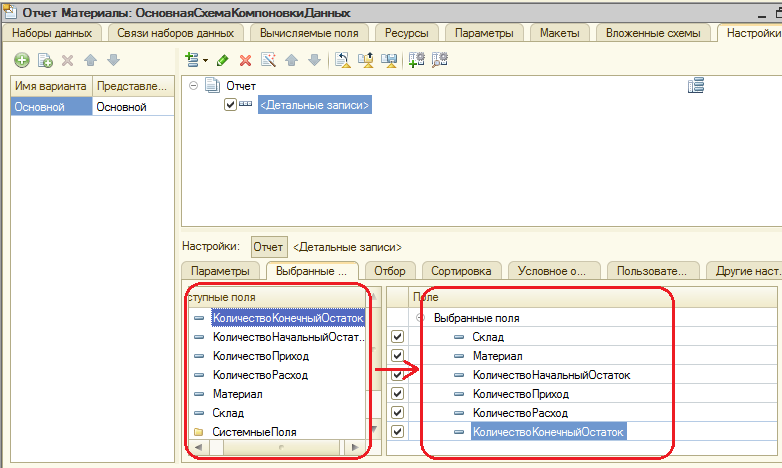 Отчет Материалы: ОсновнаяСхемаКомпоновкиДанных
Наборы данных Связи наборов данных Вычисляемые поля Ресурсы Параметры Макеты Вложенные схемы Настройки
Имя варианта Представле...
Основной Основной
Отчет
<Детальные записи>
Настройки: Отчет <Детальные записи>
Параметры Выбранные ... Отбор Сортировка Условное о... Пользовате... Другие наст.
ступные поля
КоличествоКонечныйОстаток
КоличествоНачальныйОстат...
КоличествоПриход
КоличествоРасход
Материал
Склад
СистемныеПоля
Поле
Выбранные поля
Склад
Материал
КоличествоНачальныйОстаток
КоличествоПриход
КоличествоРасход
КоличествоКонечныйОстаток